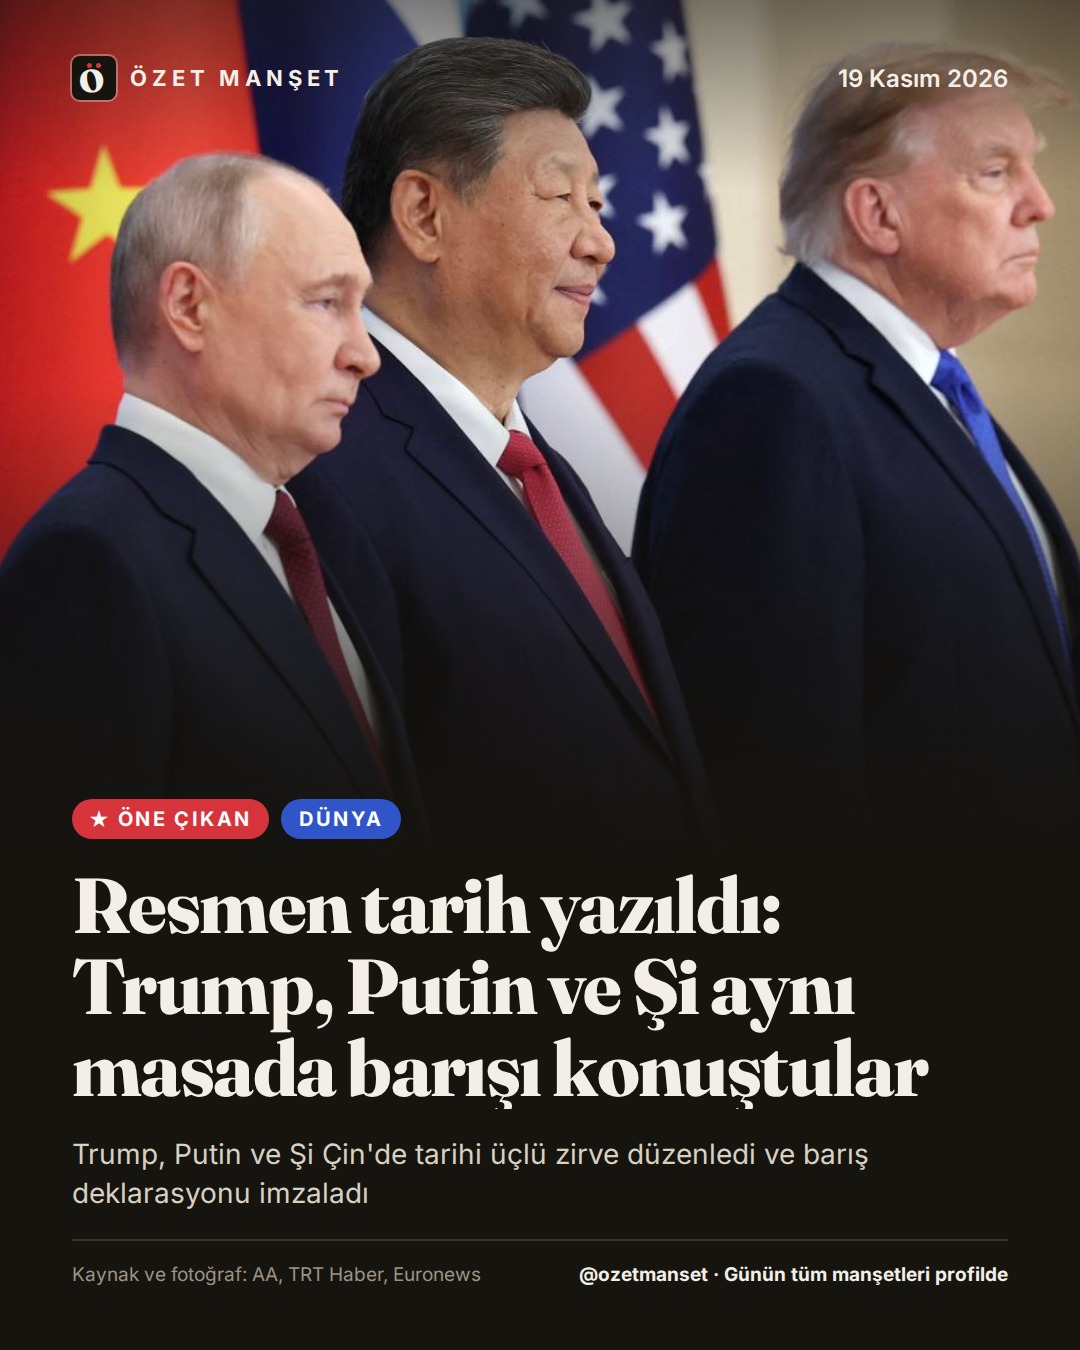 ö ÖZET MANŞET
19 Kasım 2026
★ ÖNE ÇIKAN
DÜNYA
Resmen tarih yazıldı:
Trump, Putin ve Şi aynı
masada barışı konuştular
Trump, Putin ve Şi Çin'de tarihi üçlü zirve düzenledi ve barış
deklarasyonu imzaladı
Kaynak ve fotoğraf: AA, TRT Haber, Euronews
@ozetmanset · Günün tüm manşetleri profilde